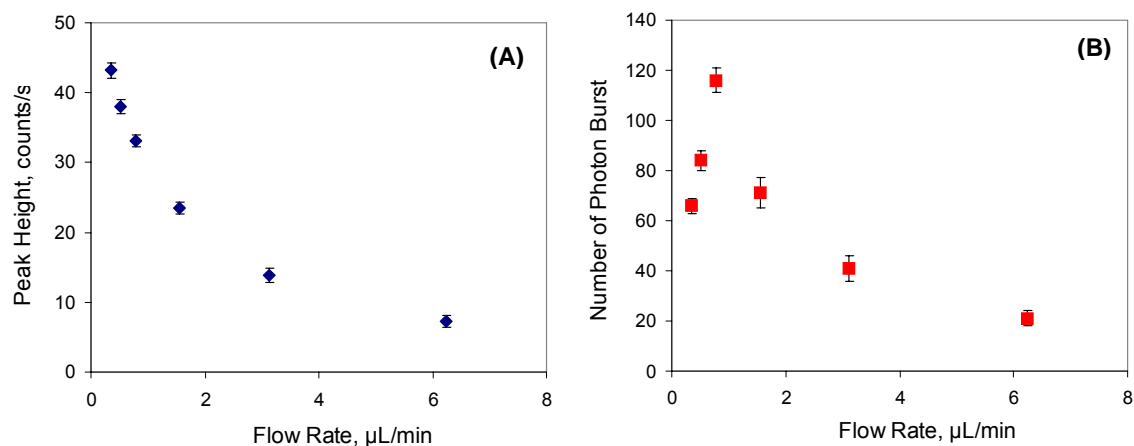 50
40
30
20
10
0
0 2 4 6 8
Peak Height, counts/s
Flow Rate, µL/min
(A)
140
120
100
80
60
40
20
0
0 2 4 6 8
Number of Photon Burst
Flow Rate, µL/min
(B)